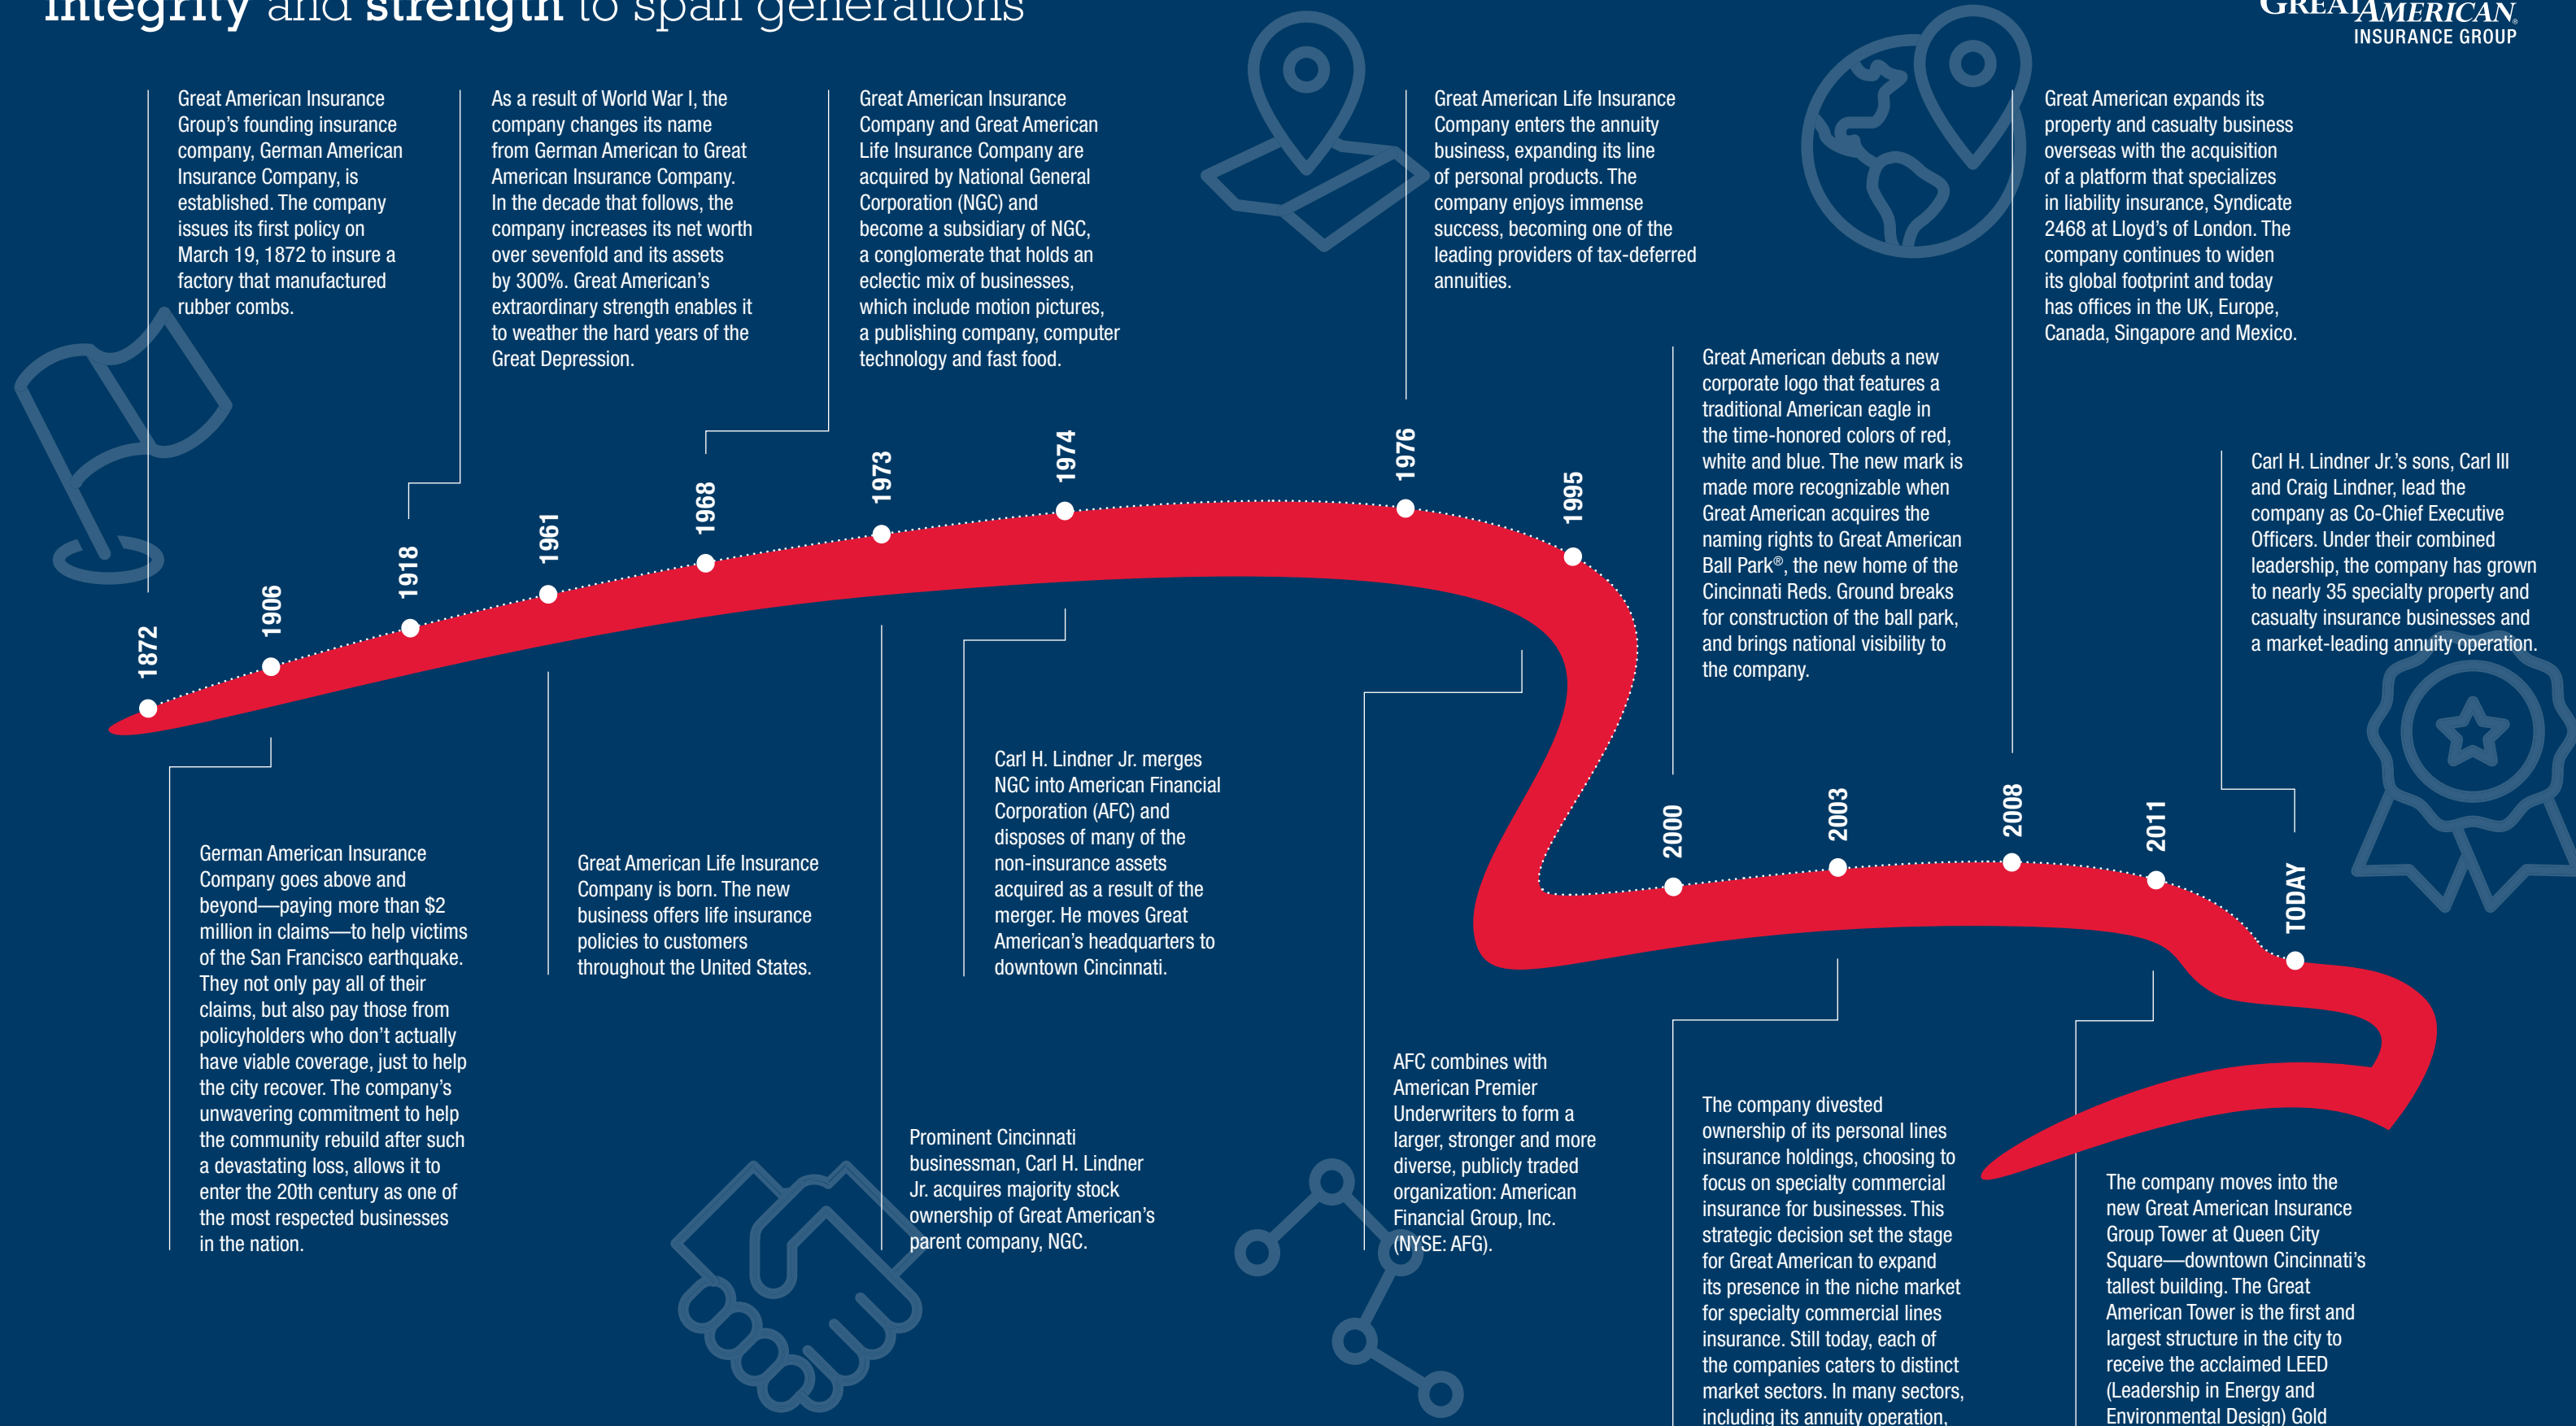 integrity and strength to span generations
GREATAMERICAN®
INSURANCE GROUP
Great American Insurance
Group’s founding insurance
company, German American
Insurance Company, is
established. The company
issues its first policy on
March 19, 1872 to insure a
factory that manufactured
rubber combs.
As a result of World War I, the
company changes its name
from German American to Great
American Insurance Company.
In the decade that follows, the
company increases its net worth
over sevenfold and its assets
by 300%. Great American’s
extraordinary strength enables it
to weather the hard years of the
Great Depression.
Great American Insurance
Company and Great American
Life Insurance Company are
acquired by National General
Corporation (NGC) and
become a subsidiary of NGC,
a conglomerate that holds an
eclectic mix of businesses,
which include motion pictures,
a publishing company, computer
technology and fast food.
Great American Life Insurance
Company enters the annuity
business, expanding its line
of personal products. The
company enjoys immense
success, becoming one of the
leading providers of tax-deferred
annuities.
Great American debuts a new
corporate logo that features a
traditional American eagle in
the time-honored colors of red,
white and blue. The new mark is
made more recognizable when
Great American acquires the
naming rights to Great American
Ball Park®, the new home of the
Cincinnati Reds. Ground breaks
for construction of the ball park,
and brings national visibility to
the company.
Great American expands its
property and casualty business
overseas with the acquisition
of a platform that specializes
in liability insurance, Syndicate
2468 at Lloyd’s of London. The
company continues to widen
its global footprint and today
has offices in the UK, Europe,
Canada, Singapore and Mexico.
Carl H. Lindner Jr.’s sons, Carl III
and Craig Lindner, lead the
company as Co-Chief Executive
Officers. Under their combined
leadership, the company has grown
to nearly 35 specialty property and
casualty insurance businesses and
a market-leading annuity operation.
1872
1906
1918
1961
1968
1973
1974
1976
1995
2000
2003
2008
2011
TODAY
German American Insurance
Company goes above and
beyond—paying more than $2
million in claims—to help victims
of the San Francisco earthquake.
They not only pay all of their
claims, but also pay those from
policyholders who don’t actually
have viable coverage, just to help
the city recover. The company’s
unwavering commitment to help
the community rebuild after such
a devastating loss, allows it to
enter the 20th century as one of
the most respected businesses
in the nation.
Great American Life Insurance
Company is born. The new
business offers life insurance
policies to customers
throughout the United States.
Prominent Cincinnati
businessman, Carl H. Lindner
Jr. acquires majority stock
ownership of Great American’s
parent company, NGC.
Carl H. Lindner Jr. merges
NGC into American Financial
Corporation (AFC) and
disposes of many of the
non-insurance assets
acquired as a result of the
merger. He moves Great
American’s headquarters to
downtown Cincinnati.
AFC combines with
American Premier
Underwriters to form a
larger, stronger and more
diverse, publicly traded
organization: American
Financial Group, Inc.
(NYSE: AFG).
The company divested
ownership of its personal lines
insurance holdings, choosing to
focus on specialty commercial
insurance for businesses. This
strategic decision set the stage
for Great American to expand
its presence in the niche market
for specialty commercial lines
insurance. Still today, each of
the companies caters to distinct
market sectors. In many sectors,
including its annuity operation,
The company moves into the
new Great American Insurance
Group Tower at Queen City
Square—downtown Cincinnati’s
tallest building. The Great
American Tower is the first and
largest structure in the city to
receive the acclaimed LEED
(Leadership in Energy and
Environmental Design) Gold